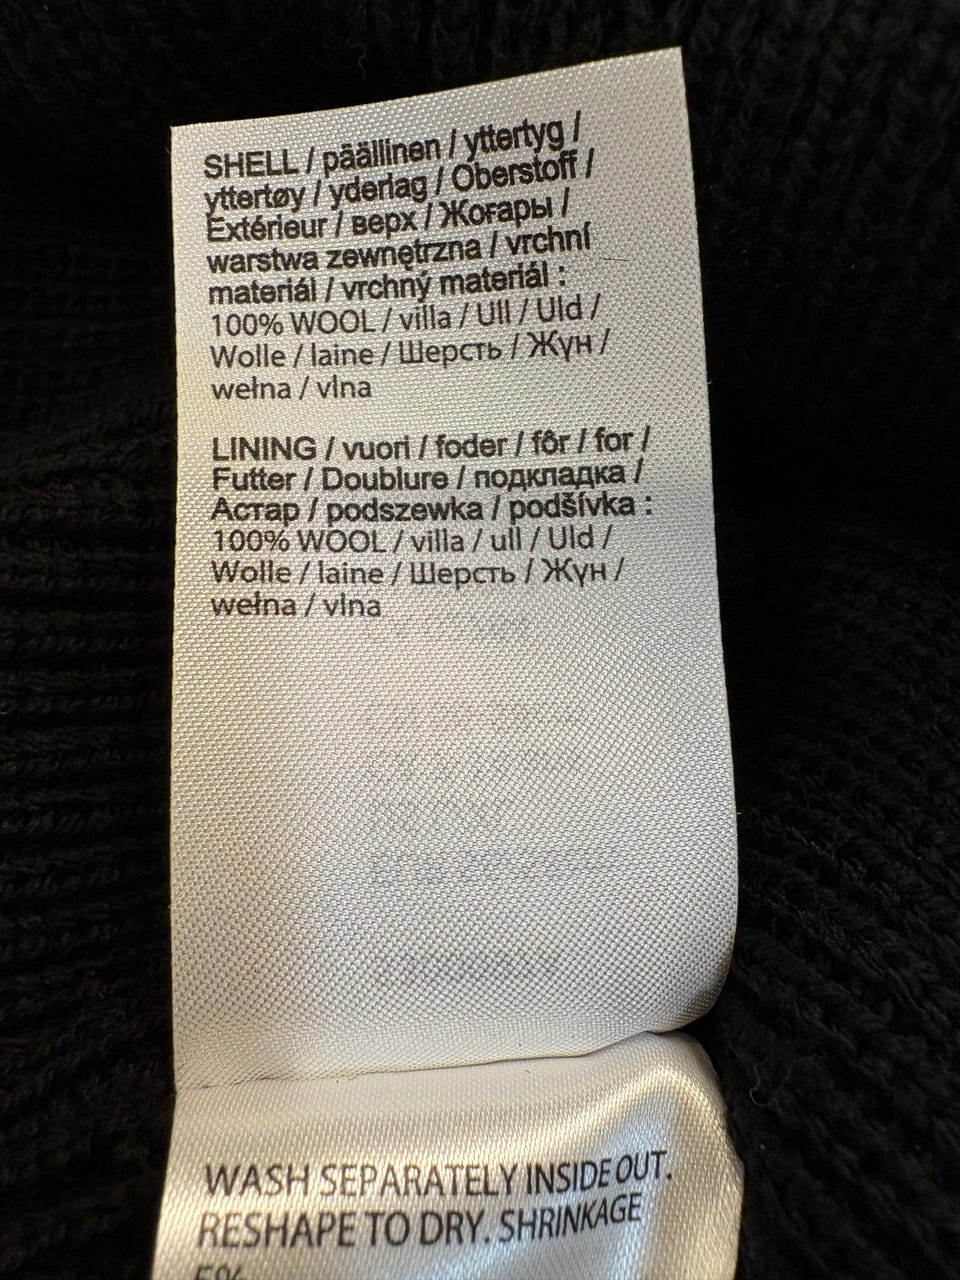 SHELL / päällinen / yttertyg /
yttertøy / yderlag / Oberstoff /
Extérieur / верх / Жоғары /
warstwa zewnętrzna / vrchní
materiál / vrchný materiál :
100% WOOL / villa / Ull / Uld /
Wolle / laine / Шерсть / Жүн /
wełna / vlna
LINING / vuori / foder / fôr / for /
Futter / Doublure / подкладка /
Астар / podszewka / podšívka :
100% WOOL / villa / ull / Uld /
Wolle / laine / Шерсть / Жүн /
wełna / vlna
WASH SEPARATELY INSIDE OUT.
RESHAPE TO DRY. SHRINKAGE
5%